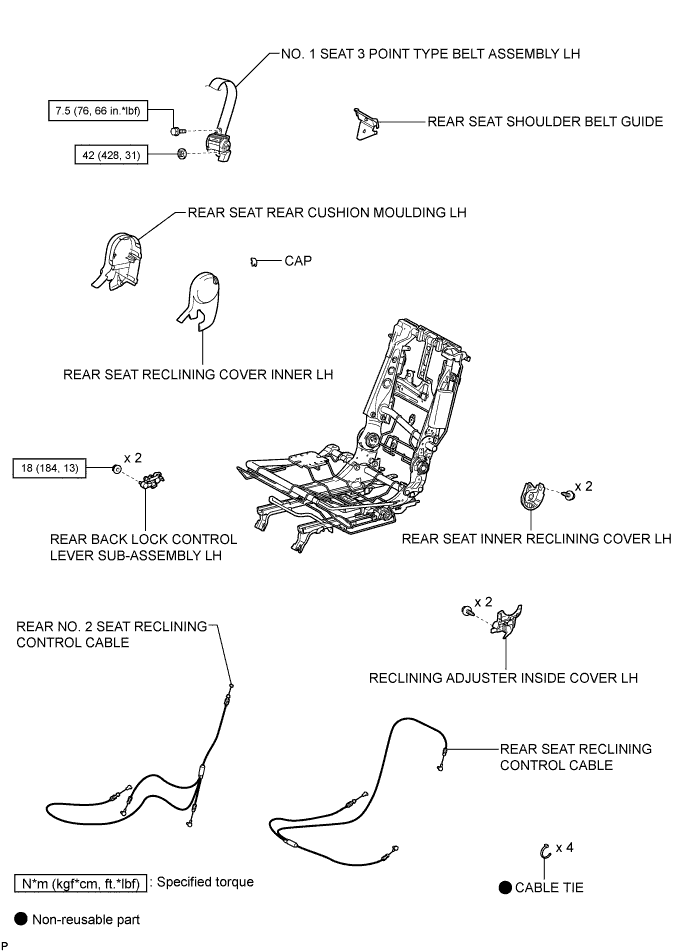 NO. 1 SEAT 3 POINT TYPE BELT ASSEMBLY LH
7.5 (76, 66 in.*lbf)
REAR SEAT SHOULDER BELT GUIDE
42 (428, 31)
REAR SEAT REAR CUSHION MOULDING LH
CAP
REAR SEAT RECLINING COVER INNER LH
x 2
18 (184, 13)
x 2
REAR BACK LOCK CONTROL
LEVER SUB-ASSEMBLY LH
REAR SEAT INNER RECLINING COVER LH
x 2
REAR NO. 2 SEAT RECLINING
CONTROL CABLE
RECLINING ADJUSTER INSIDE COVER LH
REAR SEAT RECLINING
CONTROL CABLE
x 4
N*m (kgf*cm, ft.*lbf) : Specified torque
● CABLE TIE
● Non-reusable part
P